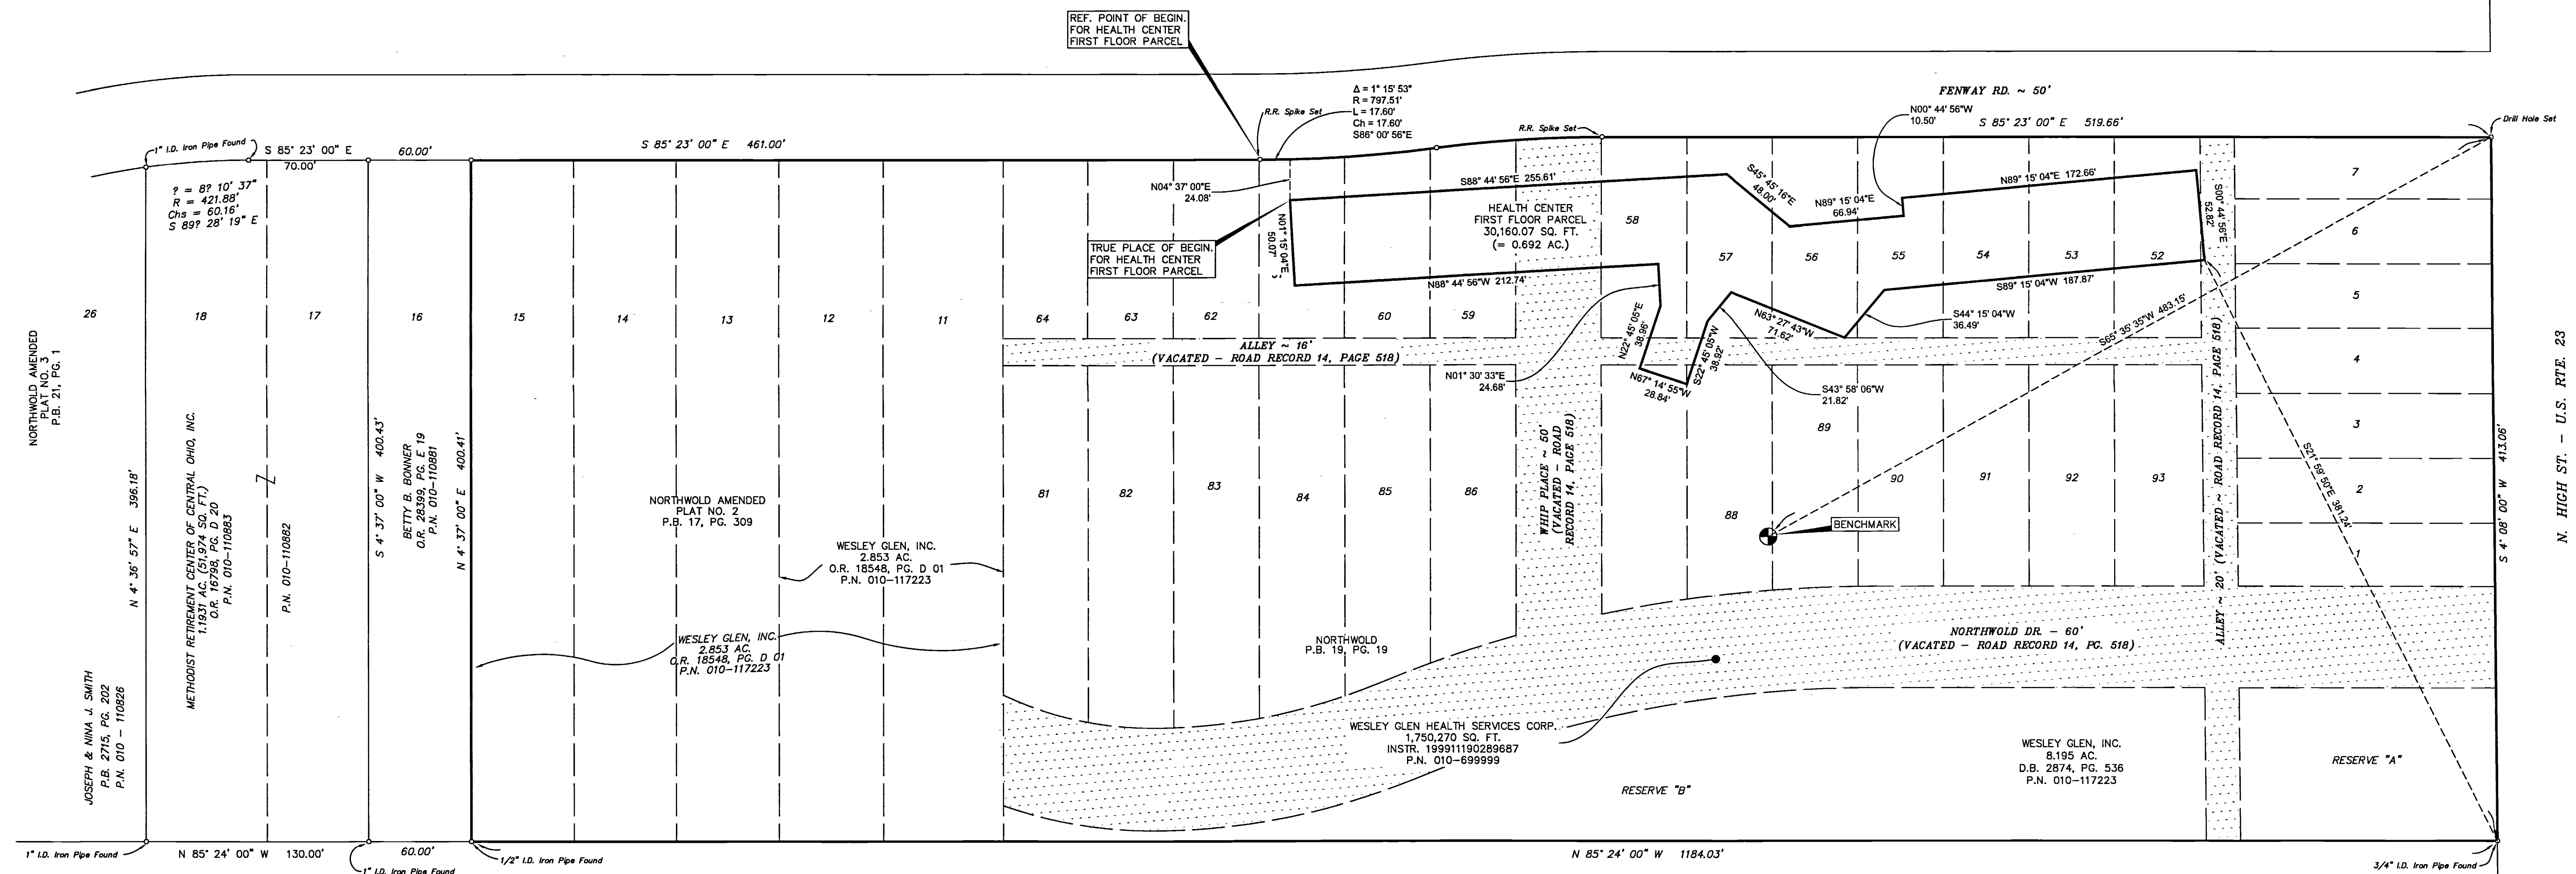 REF. POINT OF BEGIN.
FOR HEALTH CENTER
FIRST FLOOR PARCEL
Δ = 1° 15' 53"
R = 797.51'
L = 17.60'
Ch = 17.60'
S86° 00' 56"E
R.R. Spike Set
R.R. Spike Set
FENWAY RD. ~ 50'
N00° 44' 56"W
10.50'
S 85° 23' 00" E 519.66'
Drill Hole Set
1" I.D. Iron Pipe Found
S 85° 23' 00" E
70.00'
60.00'
S 85° 23' 00" E 461.00'
? = 8? 10' 37"
R = 421.88'
Chs = 60.16'
S 89? 28' 19" E
N04° 37' 00"E
24.08'
S88° 44' 56"E 255.61'
S45° 45' 16"E
48.00'
N89° 15' 04"E
66.94'
N89° 15' 04"E 172.66'
S00° 44' 56"E
52.82'
HEALTH CENTER
FIRST FLOOR PARCEL
30,160.07 SQ. FT.
(= 0.692 AC.)
TRUE PLACE OF BEGIN.
FOR HEALTH CENTER
FIRST FLOOR PARCEL
N01° 15' 04"E
50.07'
N88° 44' 56"W 212.74'
S89° 15' 04"W 187.87'
S44° 15' 04"W
36.49'
N63° 27' 43"W
71.62'
S65° 35' 35"W 483.15'
N22° 45' 05"E
38.96'
S22° 45' 05"W
38.92'
N67° 14' 55"W
28.84'
N01° 30' 33"E
24.68'
S43° 58' 06"W
21.82'
S21° 59' 50"E 381.24'
26
18
17
16
15
14
13
12
11
64
63
62
60
59
58
57
56
55
54
53
52
7
6
5
4
3
2
1
ALLEY ~ 16'
(VACATED – ROAD RECORD 14, PAGE 518)
NORTHWOLD AMENDED
PLAT NO. 3
P.B. 21, PG. 1
N 4° 36' 57" E 396.18'
METHODIST RETIREMENT CENTER OF CENTRAL OHIO, INC.
1.1931 AC. (51,974 SQ. FT.)
O.R. 16798, PG. D 20
P.N. 010-110883
Z
P.N. 010-110882
S 4° 37' 00" W 400.43'
BETTY B. BONNER
O.R. 28399, PG. E 19
P.N. 010-110881
N 4° 37' 00" E 400.41'
NORTHWOLD AMENDED
PLAT NO. 2
P.B. 17, PG. 309
WESLEY GLEN, INC.
2.853 AC.
O.R. 18548, PG. D 01
P.N. 010-117223
WESLEY GLEN, INC.
2.853 AC.
O.R. 18548, PG. D 01
P.N. 010-117223
81
82
83
84
85
86
88
89
90
91
92
93
WHIP PLACE ~ 50'
(VACATED – ROAD
RECORD 14, PAGE 518)
BENCHMARK
ALLEY ~ 20' (VACATED ~ ROAD RECORD 14, PAGE 518)
S 4° 08' 00" W 413.06'
N. HIGH ST. – U.S. RTE. 23
NORTHWOLD
P.B. 19, PG. 19
NORTHWOLD DR. – 60'
(VACATED – ROAD RECORD 14, PG. 518)
WESLEY GLEN HEALTH SERVICES CORP.
1,750,270 SQ. FT.
INSTR. 199911190289687
P.N. 010-699999
WESLEY GLEN, INC.
8.195 AC.
D.B. 2874, PG. 536
P.N. 010-117223
RESERVE "A"
RESERVE "B"
JOSEPH & NINA J. SMITH
P.B. 2715, PG. 202
P.N. 010 – 110826
1" I.D. Iron Pipe Found
N 85° 24' 00" W 130.00'
60.00'
1" I.D. Iron Pipe Found
1/2" I.D. Iron Pipe Found
N 85° 24' 00" W 1184.03'
3/4" I.D. Iron Pipe Found